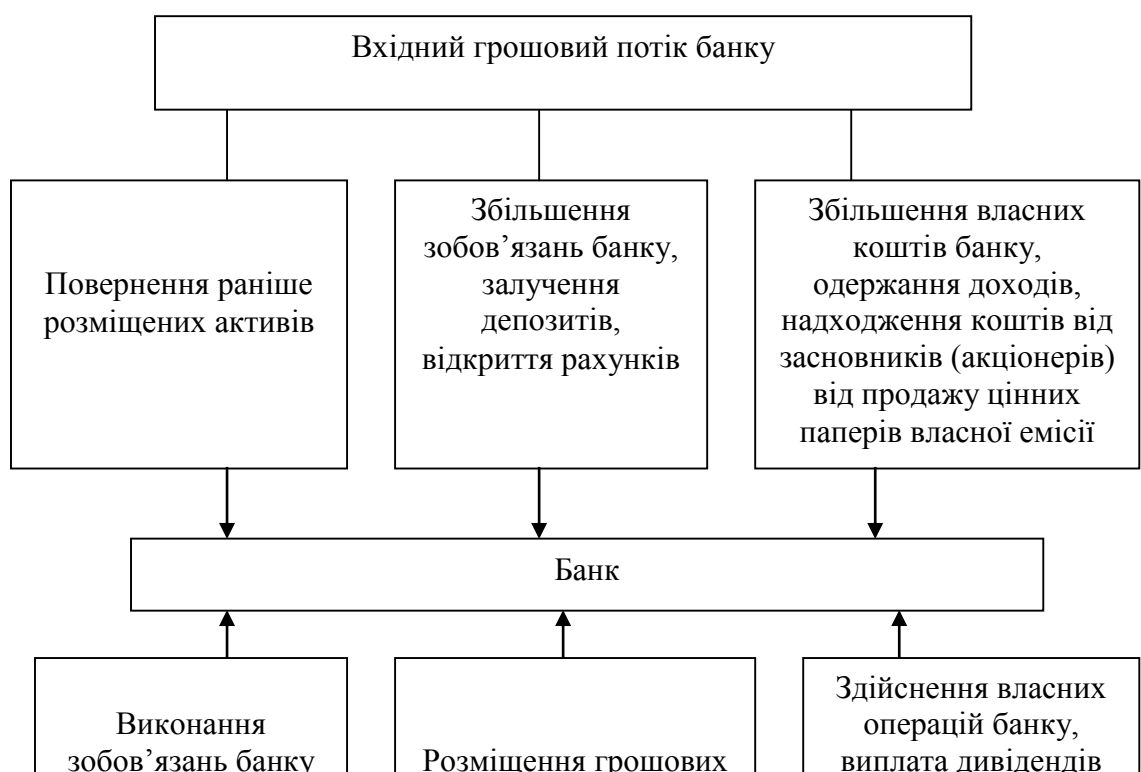 Вхідний грошовий потік банку
Повернення раніше
розміщених активів
Збільшення
зобов’язань банку,
залучення
депозитів,
відкриття рахунків
Збільшення власних
коштів банку,
одержання доходів,
надходження коштів від
засновників (акціонерів)
від продажу цінних
паперів власної емісії
Банк
Виконання
зобов’язань банку
Розміщення грошових
Здійснення власних
операцій банку,
виплата дивідендів